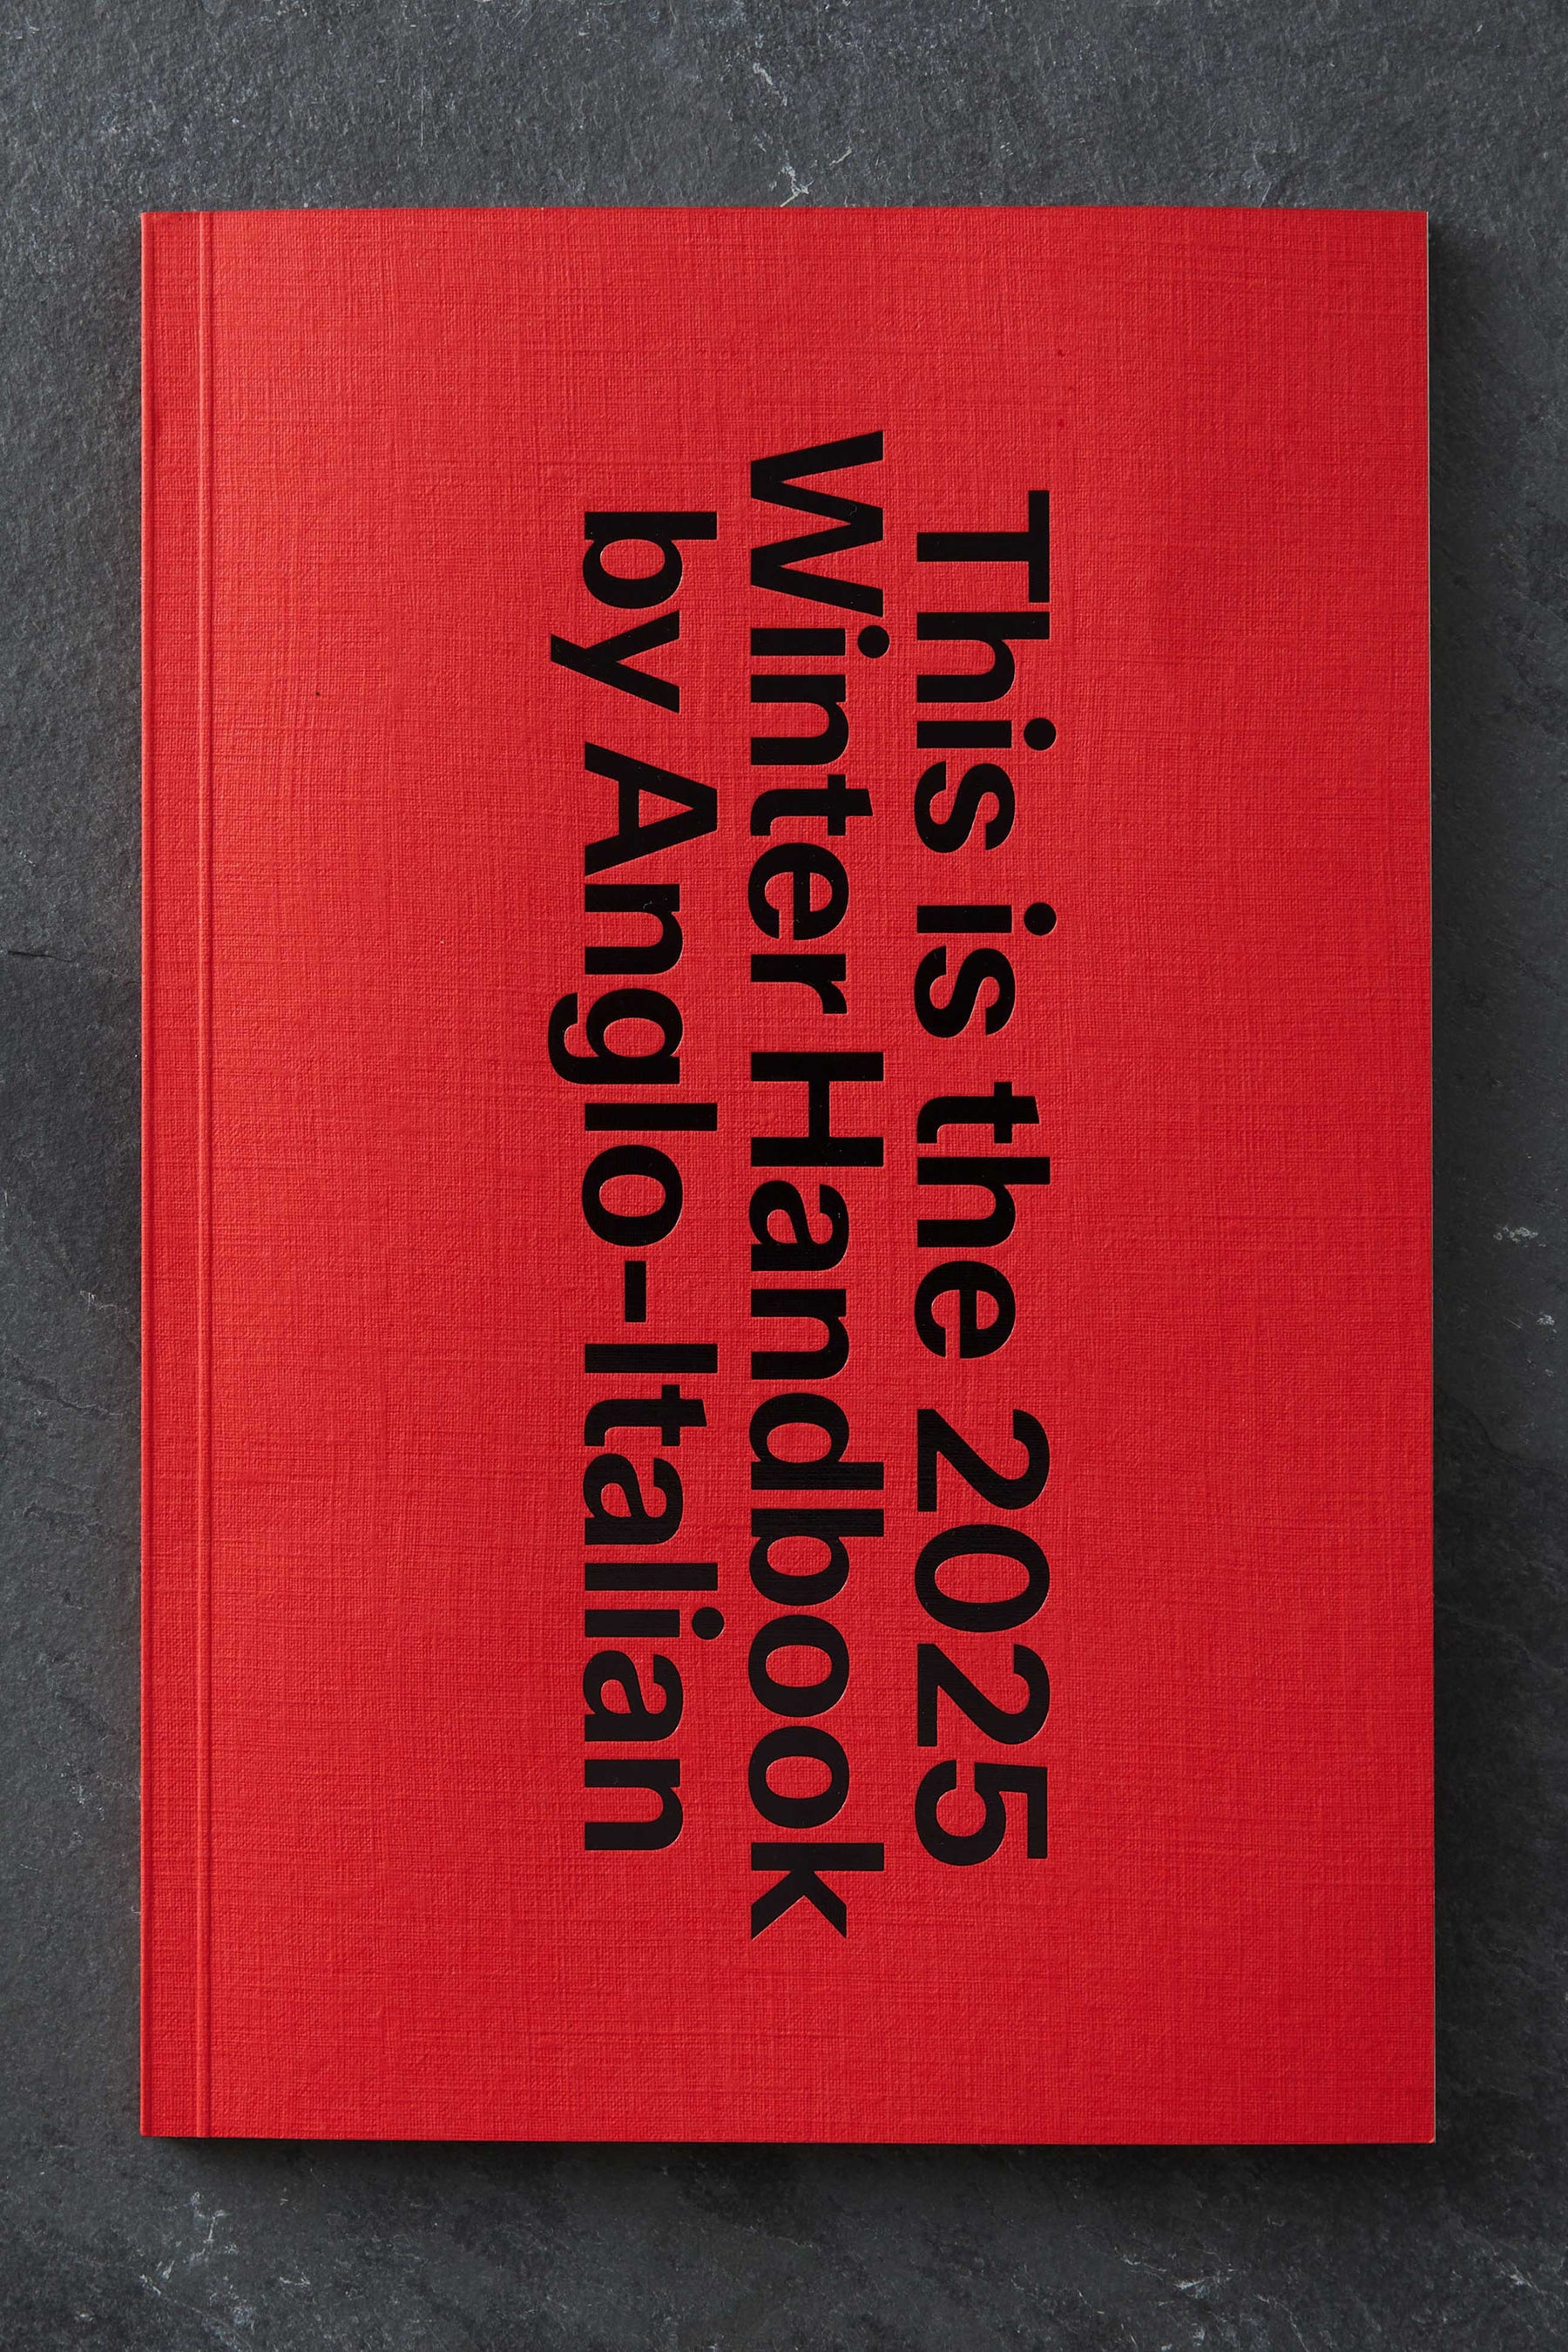 This is the 2025
Winter Handbook
by Anglo-Italian